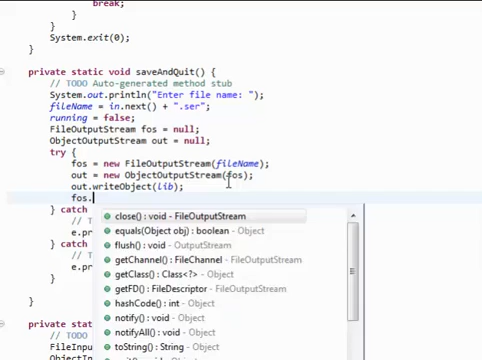 break;
}
}
System.exit(0);
}
private static void saveAndQuit() {
// TODO Auto-generated method stub
System.out.println("Enter file name: ");
fileName = in.next() + ".ser";
running = false;
FileOutputStream fos = null;
ObjectOutputStream out = null;
try {
fos = new FileOutputStream(fileName);
out = new ObjectOutputStream(fos);
out.writeObject(lib);
fos.
} catch
// T
e.pr
} catch
// T
e.pr
}
}
private stat
// TODO
FileInpu
ObjectIn
close() : void - FileOutputStream
equals(Object obj) : boolean - Object
flush() : void - OutputStream
getChannel() : FileChannel - FileOutputStream
getClass() : Class<?> - Object
getFD() : FileDescriptor - FileOutputStream
hashCode() : int - Object
notify() : void - Object
notifyAll() : void - Object
toString() : String - Object